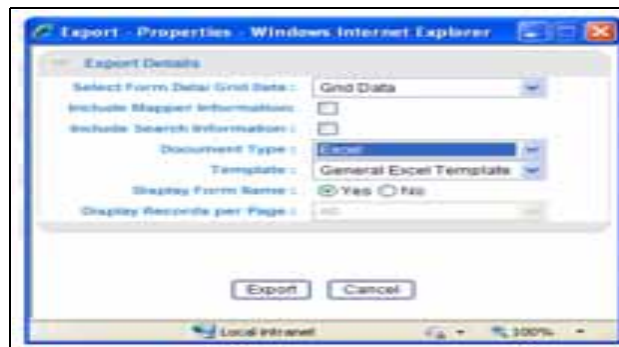 Export - Properties - Windows Internet Explorer
Export Details
Select Form Data/ Grid Data : Grid Data
Include Mapper Information:
Include Search Information :
Document Type : Excel
Template : General Excel Template
Display Form Name : Yes No
Display Records per Page :
Export Cancel
Local intranet 100%